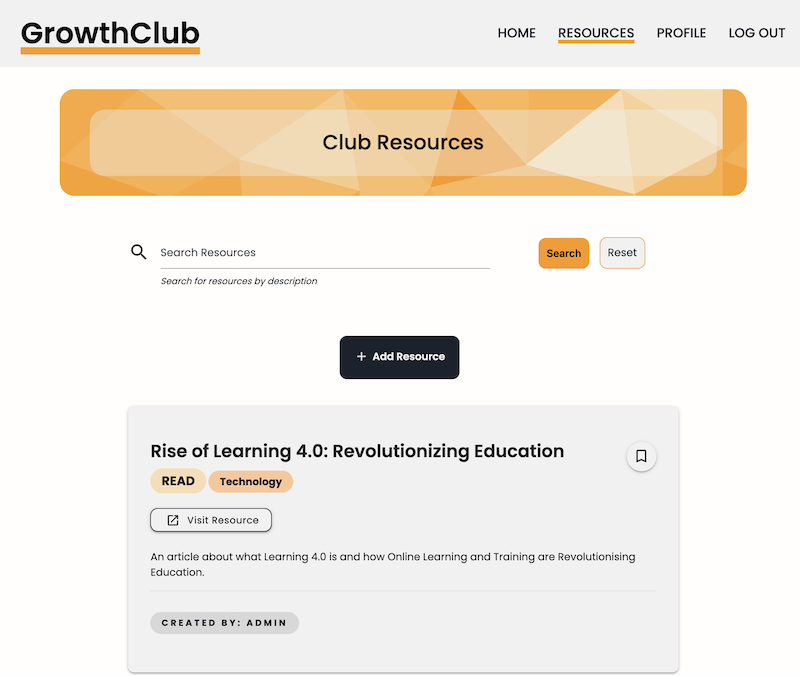 GrowthClub
HOME RESOURCES PROFILE LOG OUT
Club Resources
Search Resources
Search Reset
Search for resources by description
+ Add Resource
Rise of Learning 4.0: Revolutionizing Education
READ Technology
Visit Resource
An article about what Learning 4.0 is and how Online Learning and Training are Revolutionising
Education.
CREATED BY: ADMIN